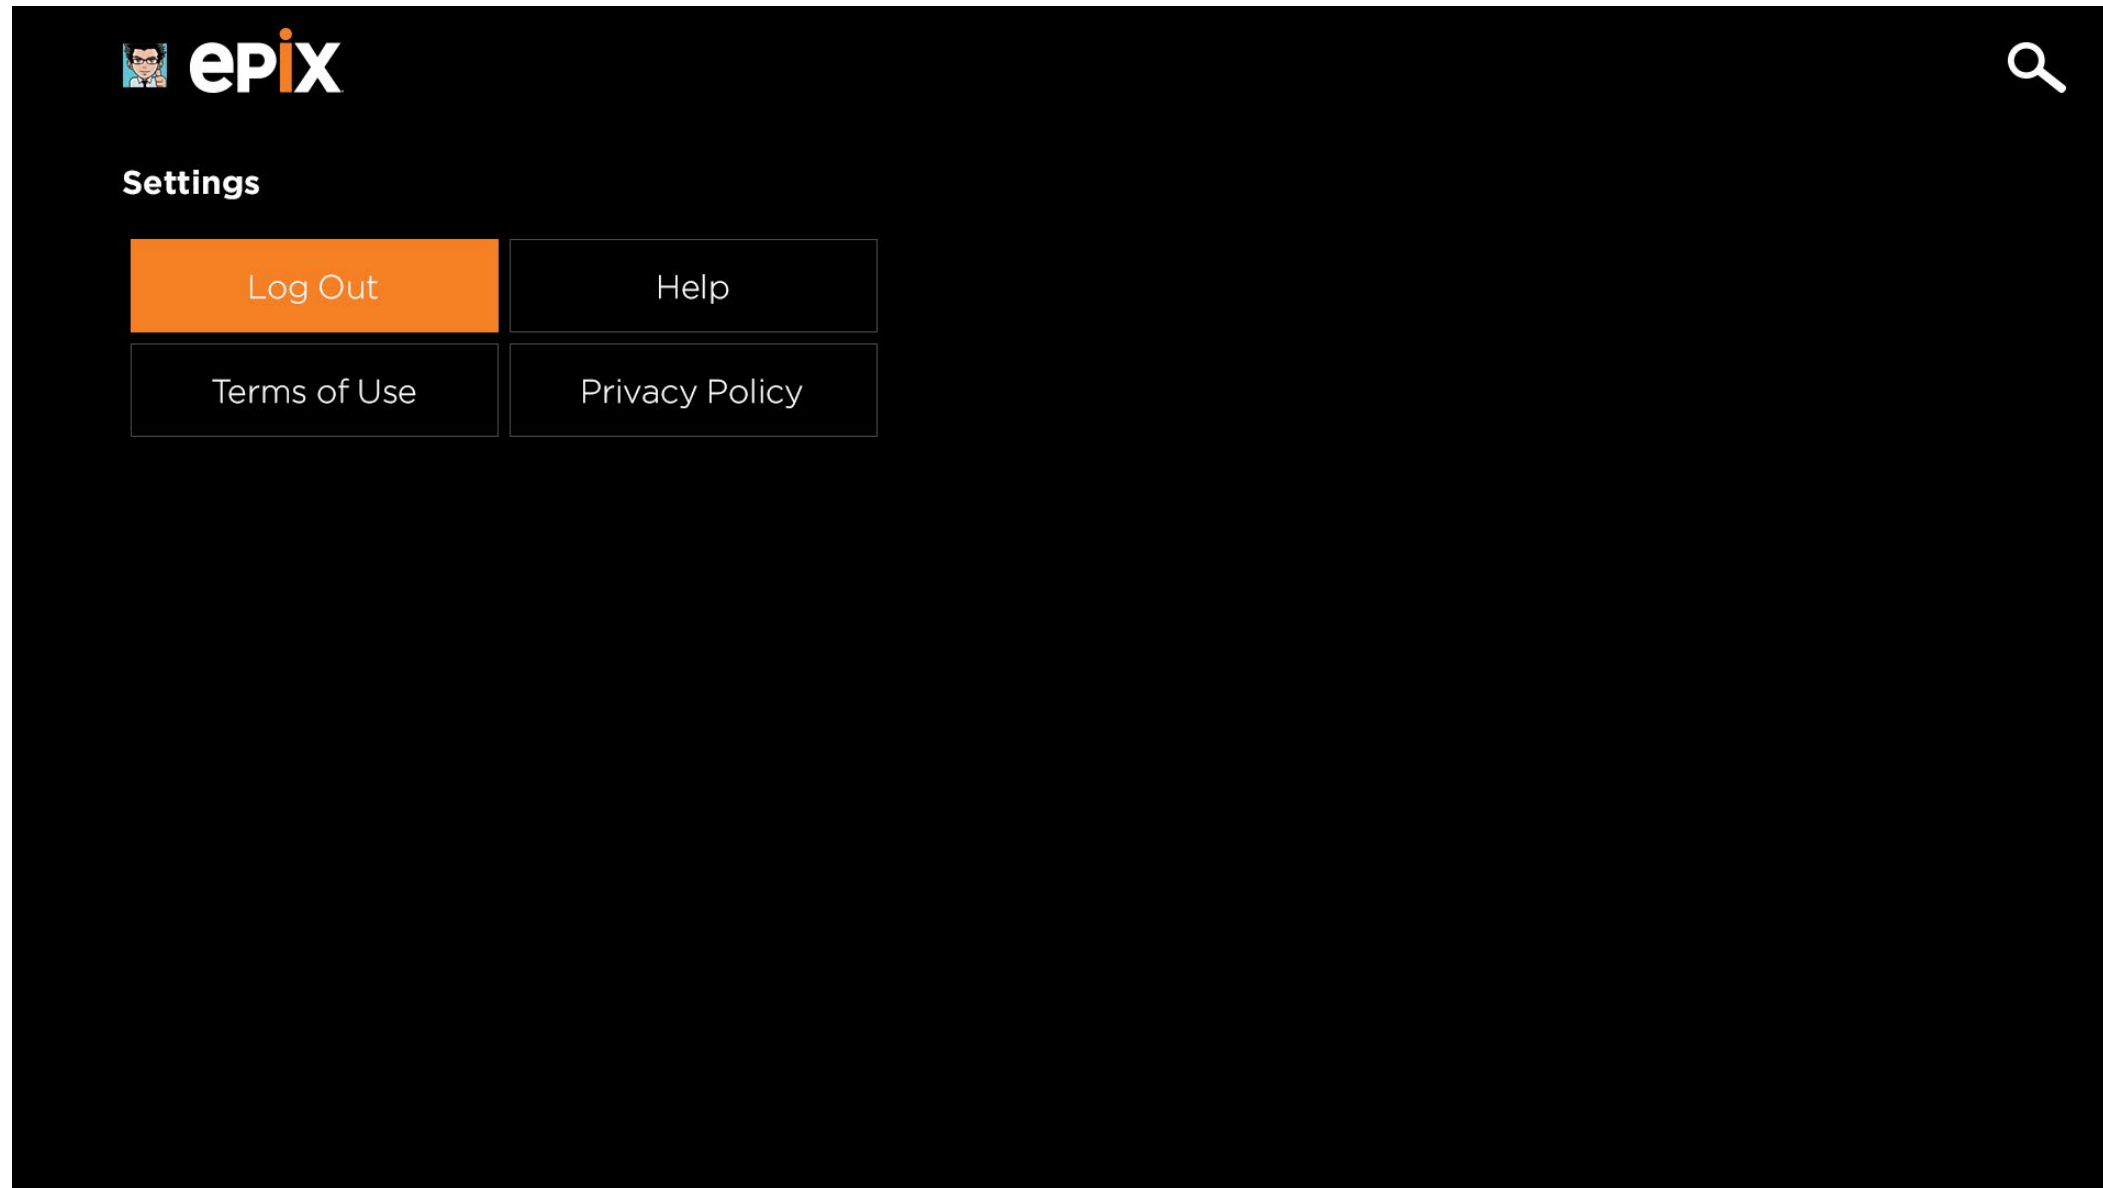 epix
Settings
Log Out
Help
Terms of Use
Privacy Policy